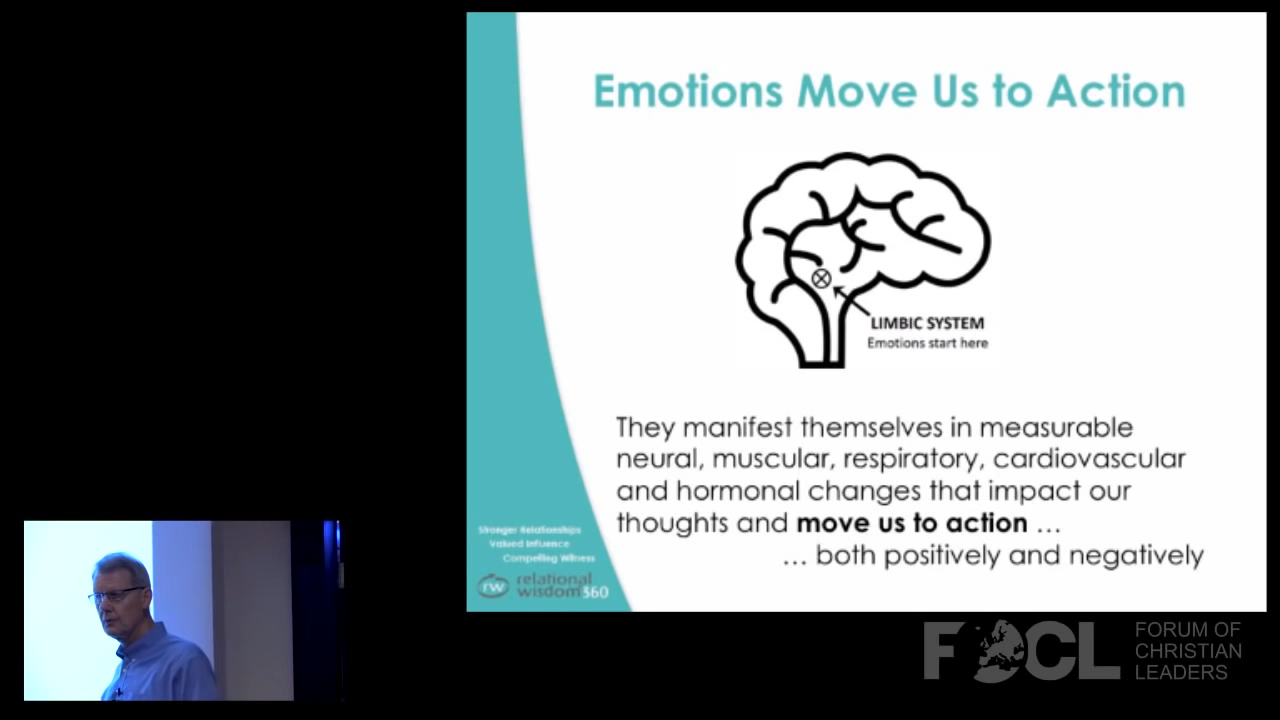 Emotions Move Us to Action
LIMBIC SYSTEM
Emotions start here
They manifest themselves in measurable
neural, muscular, respiratory, cardiovascular
and hormonal changes that impact our
thoughts and move us to action …
… both positively and negatively
Stronger Relationships
Valued Influence
Compelling Witness
rw relational
wisdom360
FOCL
FORUM OF
CHRISTIAN
LEADERS